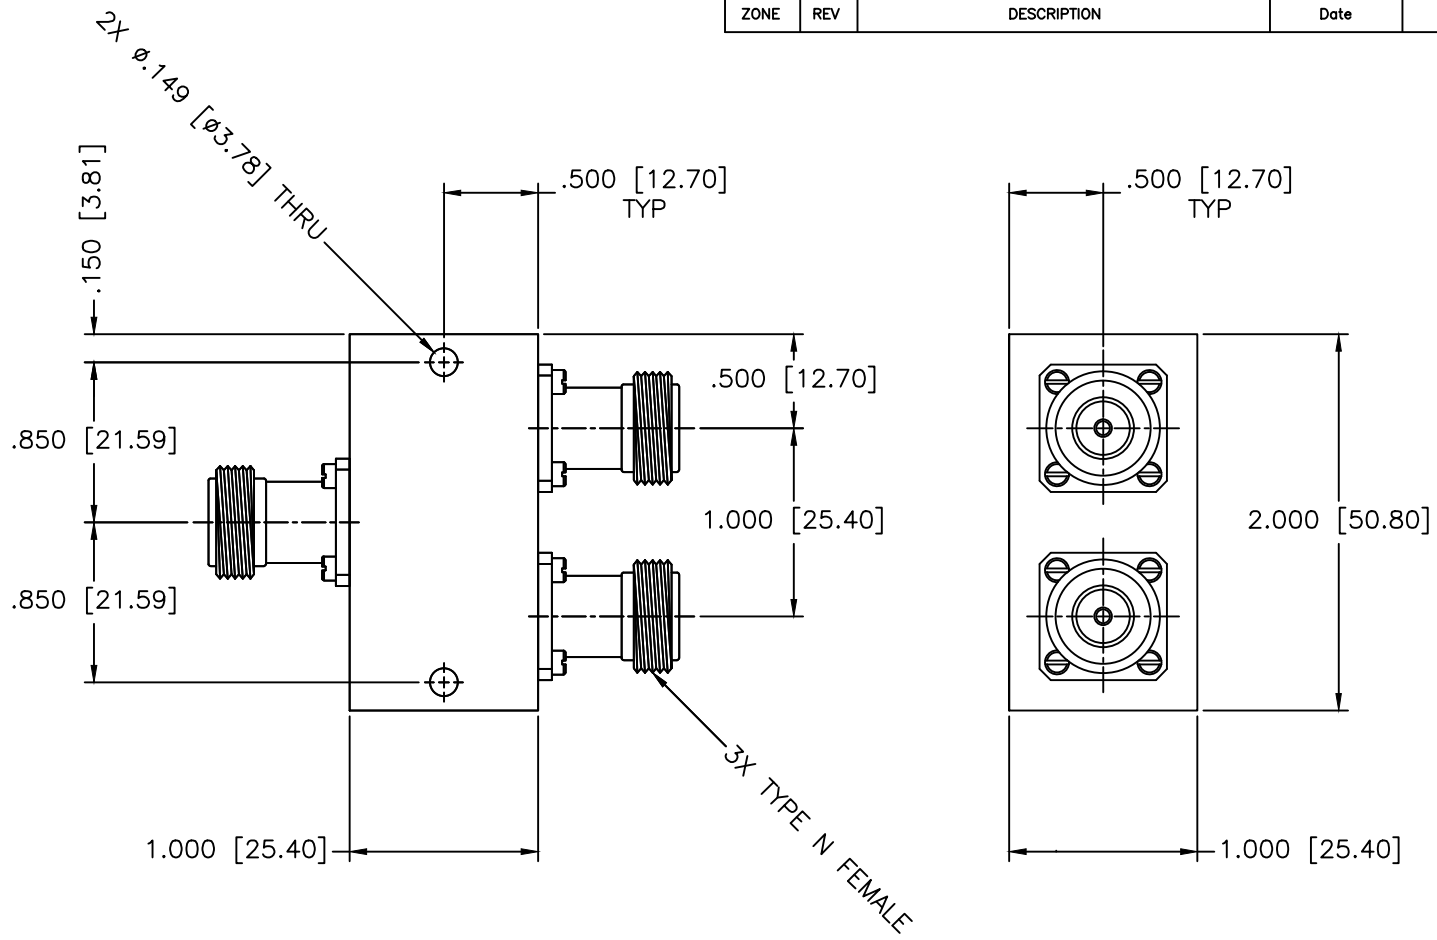 ZONE REV DESCRIPTION Date
2X ø.149 [ø3.78] THRU
.150 [3.81]
.500 [12.70]
TYP
.500 [12.70]
TYP
.500 [12.70]
.850 [21.59]
1.000 [25.40]
2.000 [50.80]
.850 [21.59]
3X TYPE N FEMALE
1.000 [25.40]
1.000 [25.40]